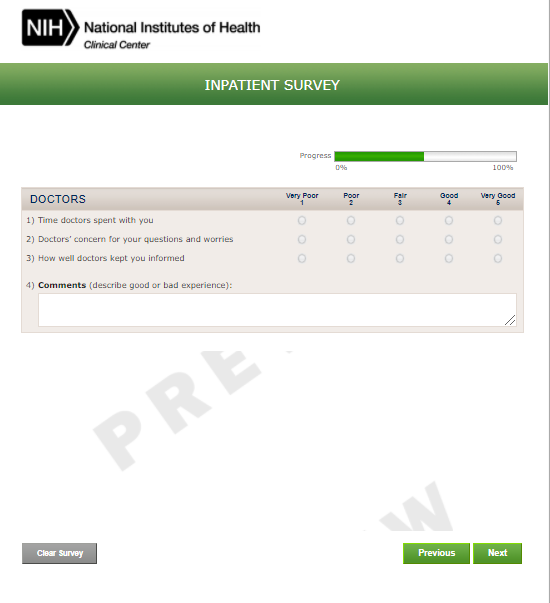 NIH National Institutes of Health
Clinical Center
INPATIENT SURVEY
Progress
0% 100%
DOCTORS Very Poor Poor Fair Good Very Good
1 2 3 4 5
1) Time doctors spent with you
2) Doctors' concern for your questions and worries
3) How well doctors kept you informed
4) Comments (describe good or bad experience):
PRE
W
Clear Survey Previous Next